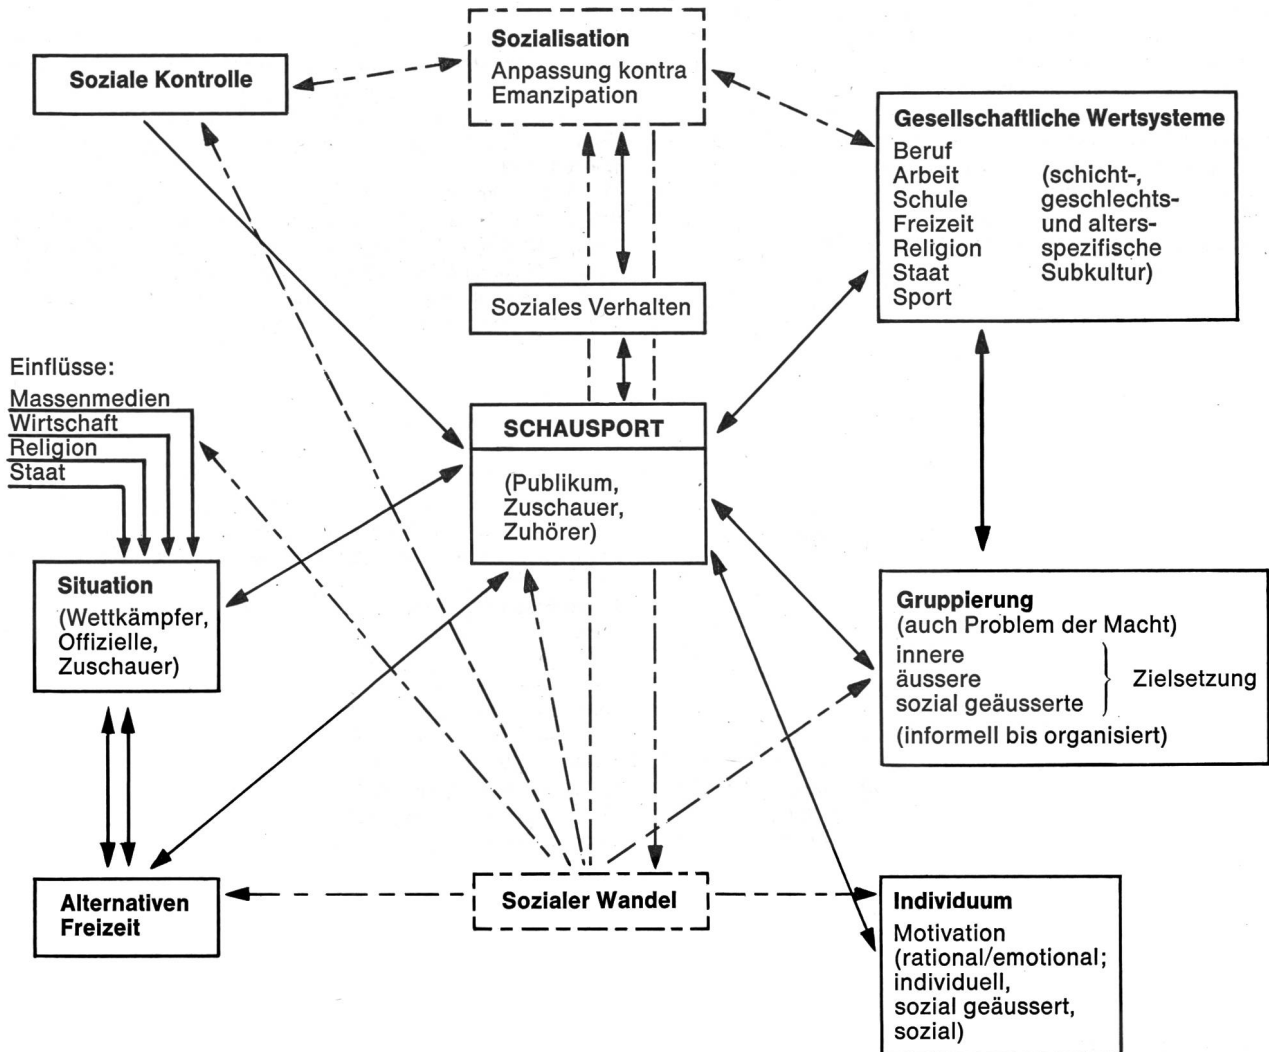 Soziale Kontrolle
Sozialisation
Anpassung kontra
Emanzipation
Gesellschaftliche Wertsysteme
Beruf
Arbeit (schicht-,
Schule geschlechts-
Freizeit und alters-
Religion spezifische
Staat Subkultur)
Sport
Soziales Verhalten
Einflüsse:
Massenmedien
Wirtschaft
Religion
Staat
SCHAUSPORT
(Publikum,
Zuschauer,
Zuhörer)
Situation
(Wettkämpfer,
Offizielle,
Zuschauer)
Gruppierung
(auch Problem der Macht)
innere
äussere Zielsetzung
sozial geäusserte
(informell bis organisiert)
Alternativen
Freizeit
Sozialer Wandel
Individuum
Motivation
(rational/emotional;
individuell,
sozial geäussert,
sozial)